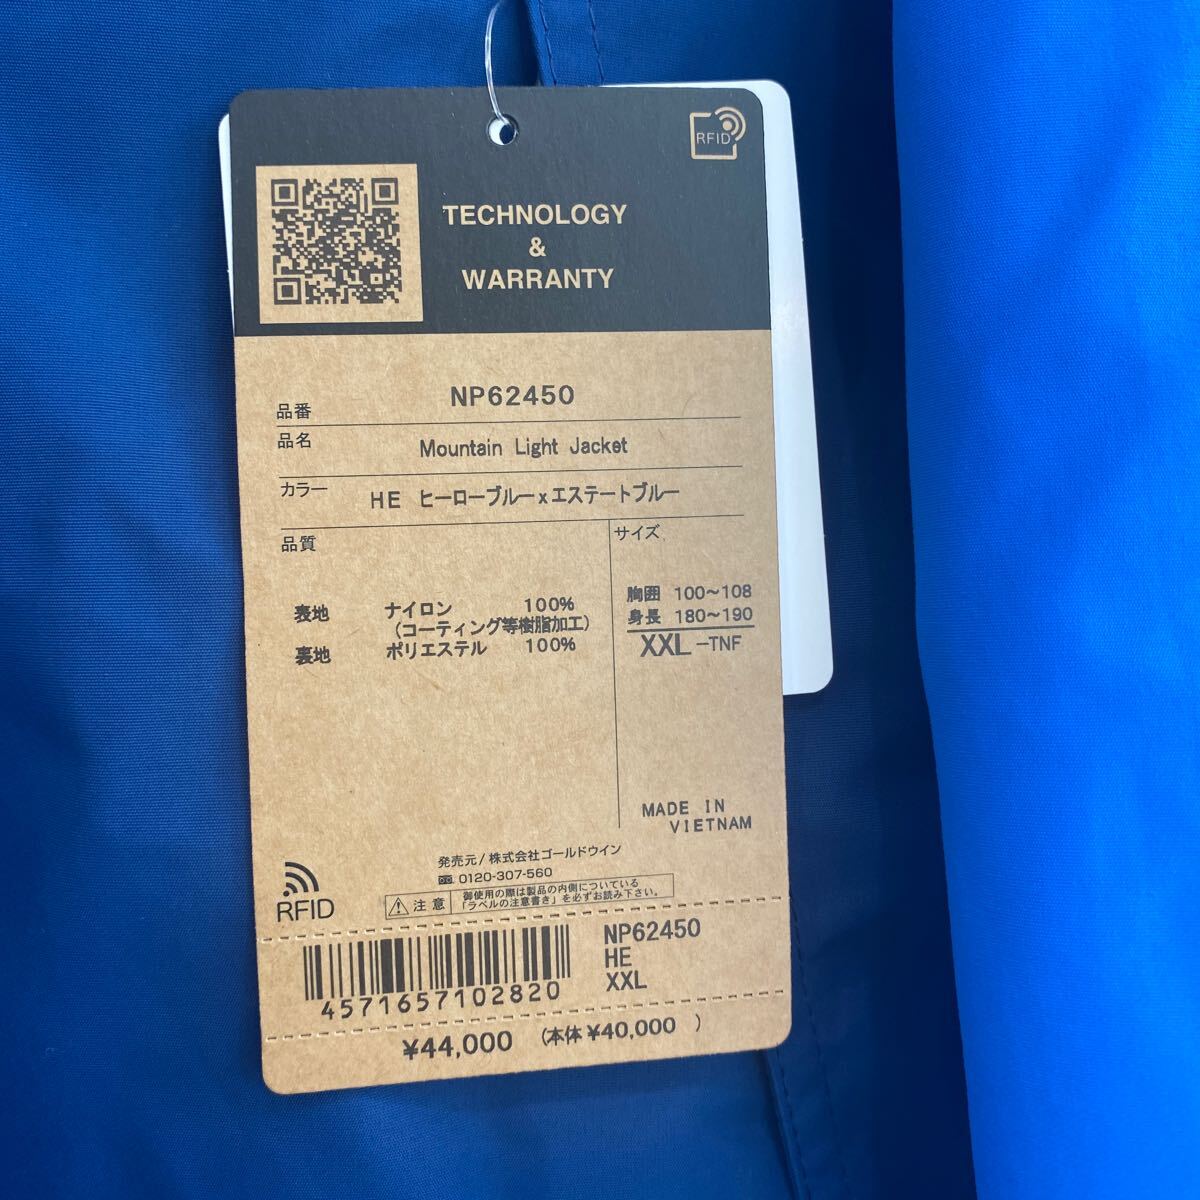 RFID
TECHNOLOGY
&
WARRANTY
品番 NP62450
品名 Mountain Light Jacket
カラー HE ヒーローブルーxエステートブルー
品質
サイズ
表地 ナイロン 100%
(コーティング等樹脂加工)
裏地 ポリエステル 100%
胸囲 100～108
身長 180～190
XXL -TNF
MADE IN
VIETNAM
発売元/株式会社ゴールドウイン
0120-307-560
RFID
注意
御使用の際は製品の内側についている
「ラベルの注意書き」を必ずお読み下さい。
4571657102820
NP62450
HE
XXL
¥44,000 (本体¥40,000 )